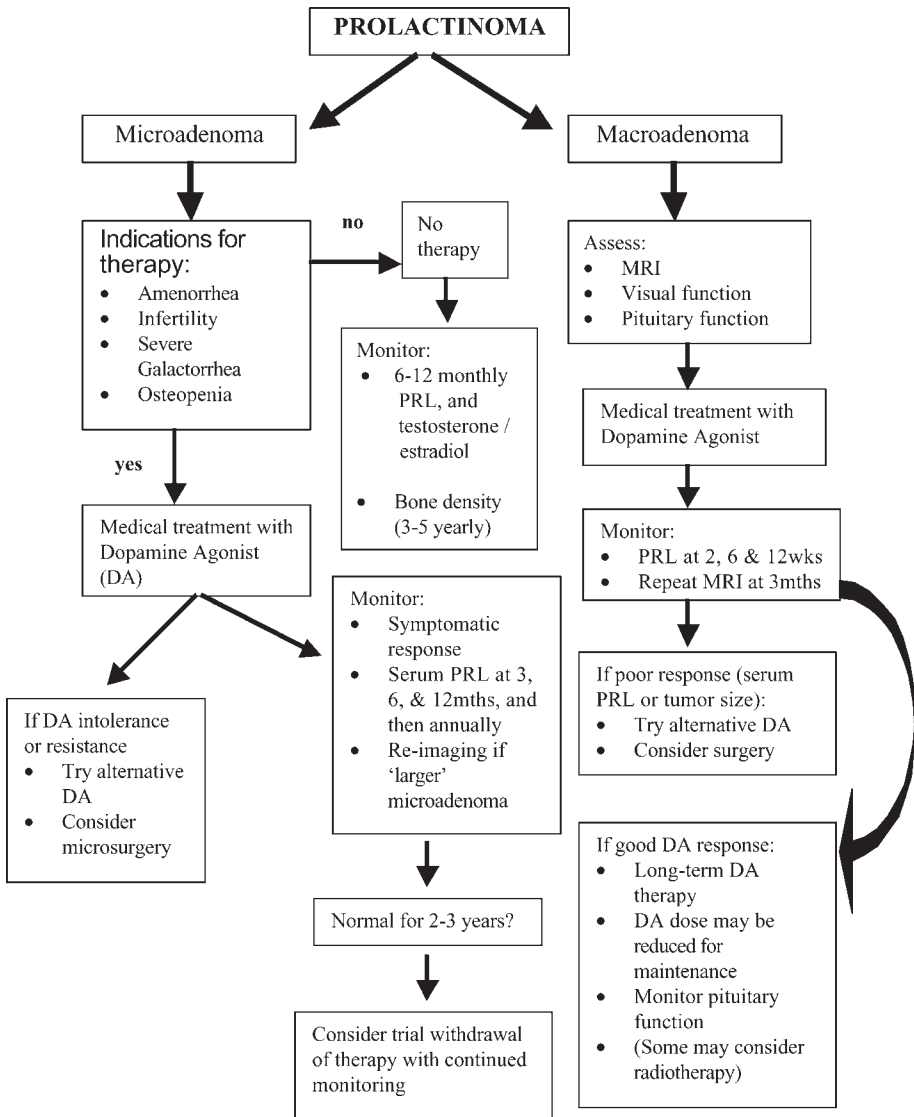 PROLACTINOMA
Microadenoma
Macroadenoma
Indications for
therapy:
• Amenorrhea
• Infertility
• Severe
Galactorrhea
• Osteopenia
no
No
therapy
Assess:
• MRI
• Visual function
• Pituitary function
Monitor:
• 6-12 monthly
PRL, and
testosterone /
estradiol
• Bone density
(3-5 yearly)
yes
Medical treatment with
Dopamine Agonist
(DA)
Medical treatment with
Dopamine Agonist
Monitor:
• PRL at 2, 6 & 12wks
• Repeat MRI at 3mths
Monitor:
• Symptomatic
response
• Serum PRL at 3,
6, & 12mths, and
then annually
• Re-imaging if
‘larger’
microadenoma
If DA intolerance
or resistance
• Try alternative
DA
• Consider
microsurgery
If poor response (serum
PRL or tumor size):
• Try alternative DA
• Consider surgery
Normal for 2-3 years?
Consider trial withdrawal
of therapy with continued
monitoring
If good DA response:
• Long-term DA
therapy
• DA dose may be
reduced for
maintenance
• Monitor pituitary
function
• (Some may consider
radiotherapy)